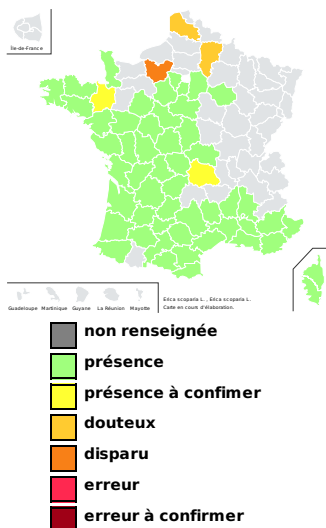 Île-de-France
Guadeloupe Martinique Guyane La Réunion Mayotte
Erica scoparia L. , Erica scoparia L.
Carte en cours d'élaboration.
non renseignée
présence
présence à confimer
douteux
disparu
erreur
erreur à confirmer